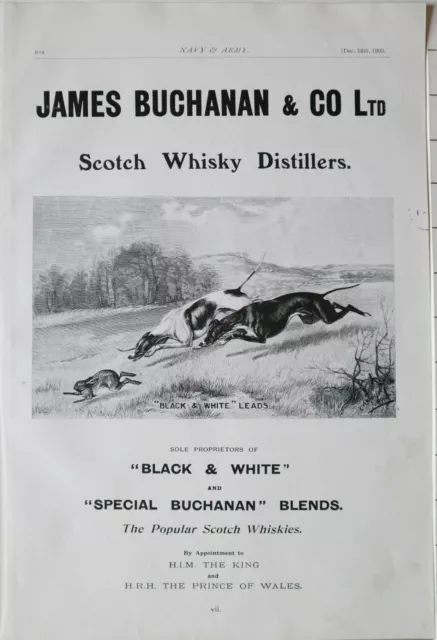 NAVY & ARMY.
JAMES BUCHANAN & CO LTD
Scotch Whisky Distillers.
"BLACK & WHITE" LEADS.
SOLE PROPRIETORS OF
"BLACK & WHITE"
AND
"SPECIAL BUCHANAN" BLENDS.
The Popular Scotch Whiskies.
By Appointment to
H.I.M. THE KING
and
H.R.H. THE PRINCE OF WALES.
vii.